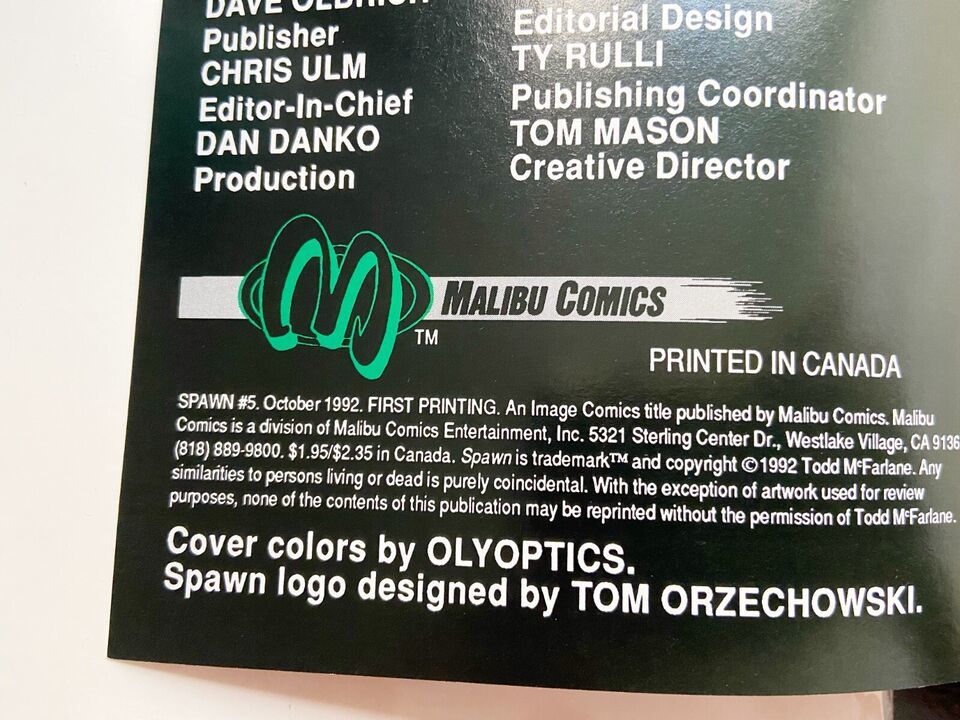 DAVE OLBRICH
Publisher
CHRIS ULM
Editor-In-Chief
DAN DANKO
Production
Editorial Design
TY RULLI
Publishing Coordinator
TOM MASON
Creative Director
M MALIBU COMICS
TM
PRINTED IN CANADA
SPAWN #5. October 1992. FIRST PRINTING. An Image Comics title published by Malibu Comics. Malibu
Comics is a division of Malibu Comics Entertainment, Inc. 5321 Sterling Center Dr., Westlake Village, CA 9136
(818) 889-9800. $1.95/$2.35 in Canada. Spawn is trademark™ and copyright ©1992 Todd McFarlane. Any
similarities to persons living or dead is purely coincidental. With the exception of artwork used for review
purposes, none of the contents of this publication may be reprinted without the permission of Todd McFarlane.
Cover colors by OLYOPTICS.
Spawn logo designed by TOM ORZECHOWSKI.